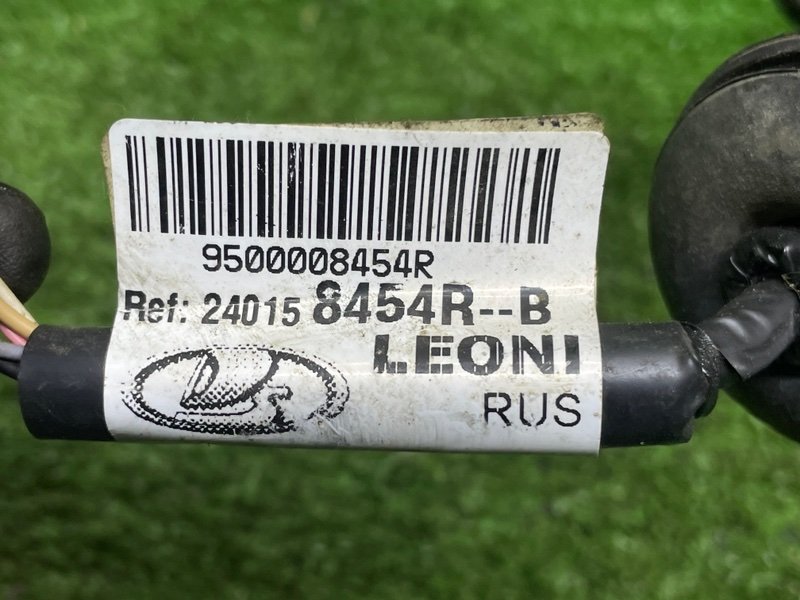 9500008454R
Ref: 24015 8454R--B
LEONI
RUS